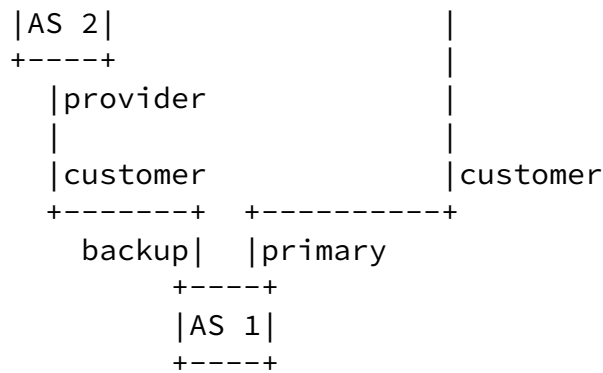 |AS 2|                  |
+----+                  |
  |provider             |
  |                     |
  |customer             |customer
  +-------+  +----------+
    backup|  |primary
         +----+
         |AS 1|
         +----+